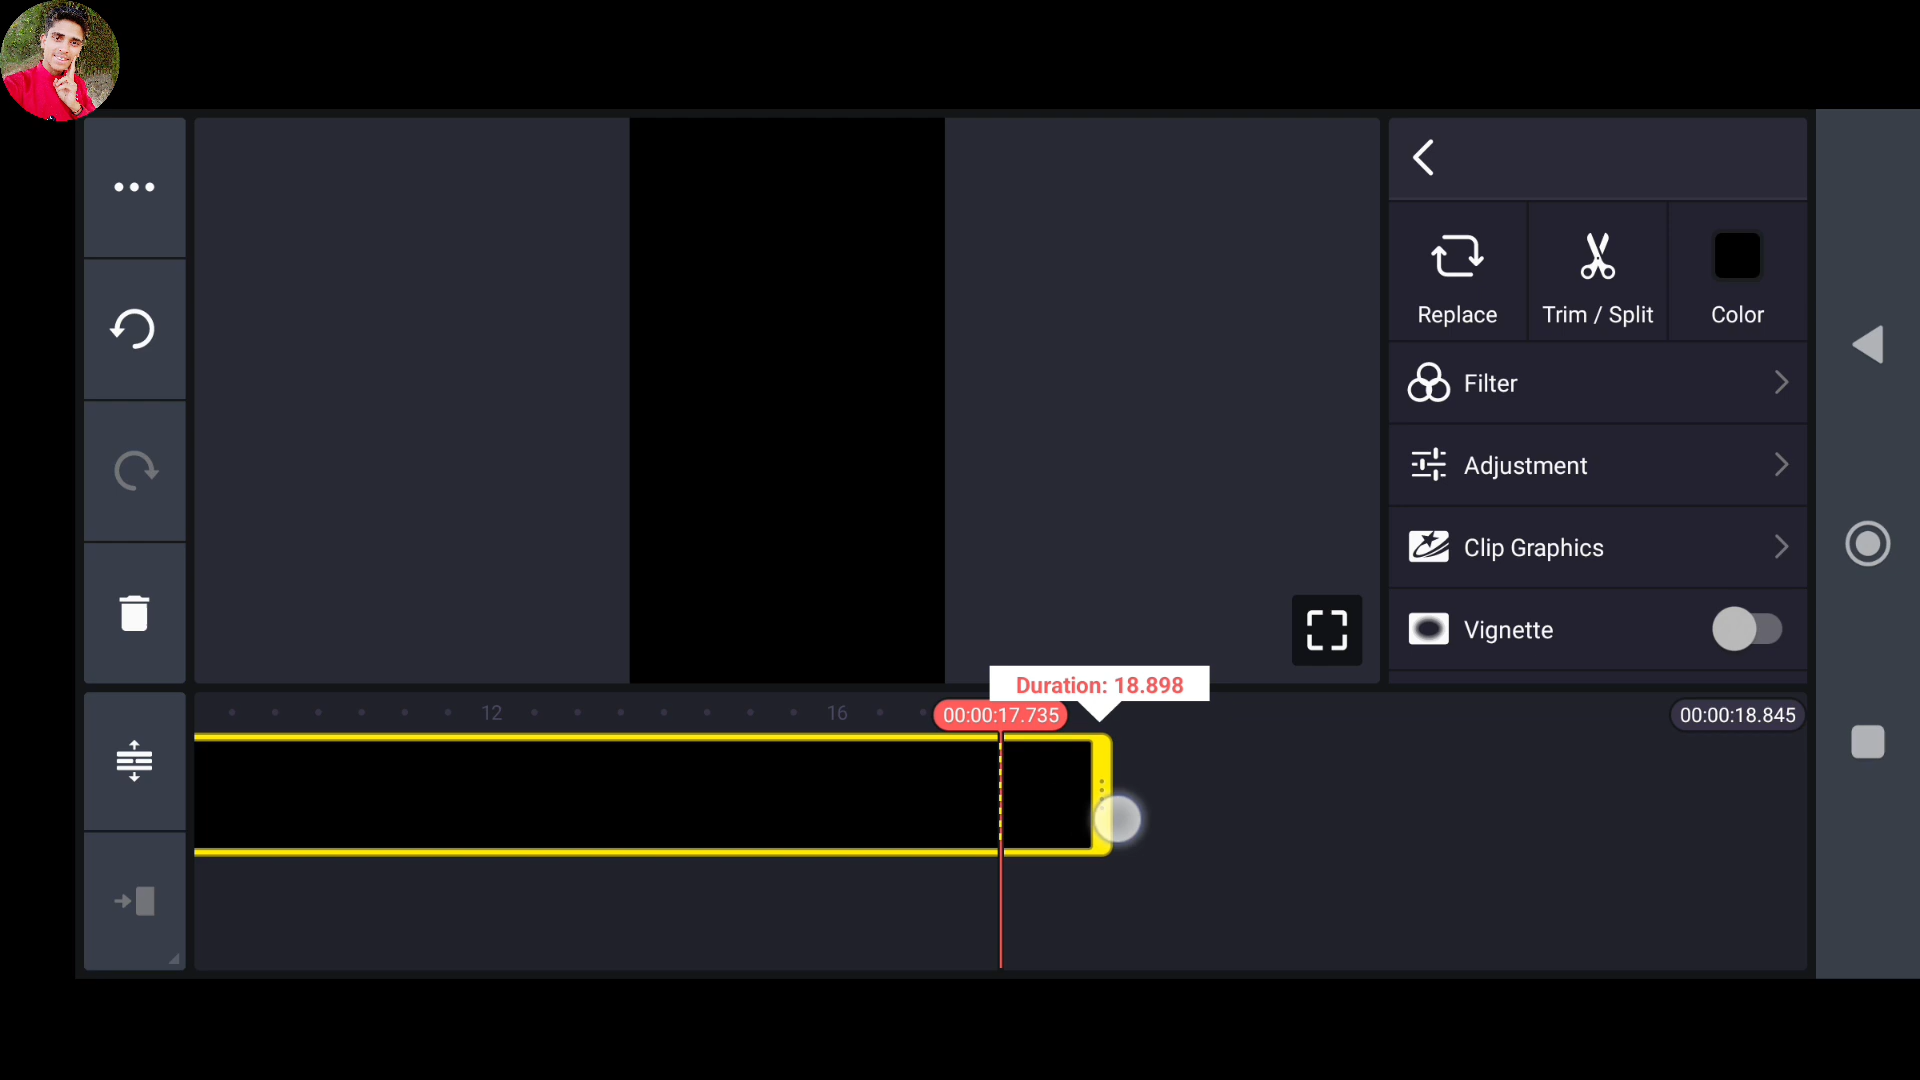 Replace
Trim / Split
Color
Filter
Adjustment
Clip Graphics
Vignette
Duration: 18.898
12
16
00:00:17.735
00:00:18.845